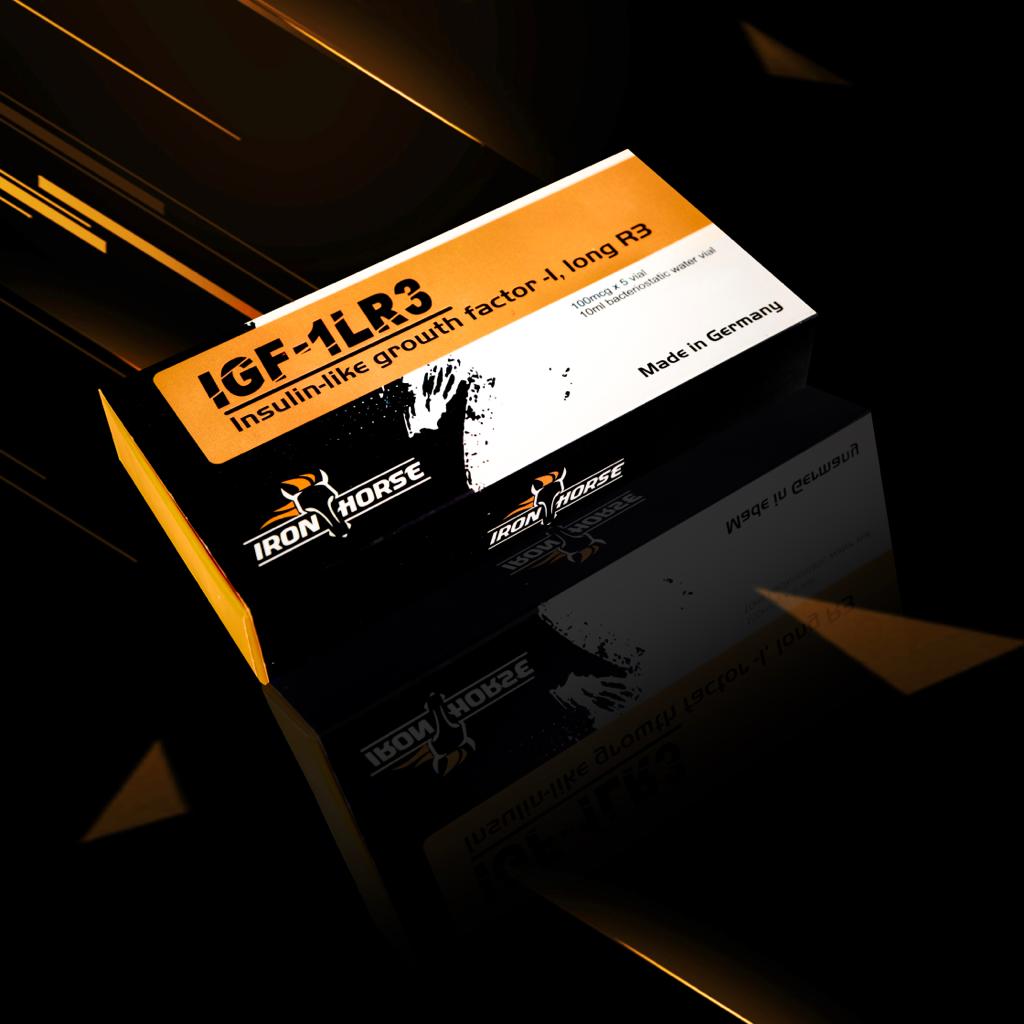 IGF-1LR3
Insulin-like growth factor -I, long R3
100mcg x 5 vial
10ml bacteriostatic water vial
Made in Germany
IRON HORSE
IRON HORSE